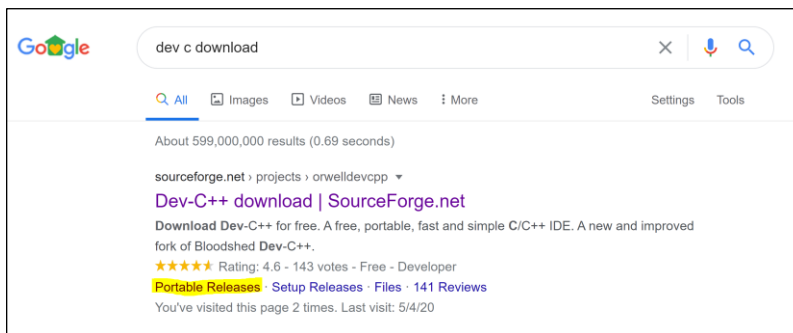 Google
dev c download
All Images Videos News More Settings Tools
About 599,000,000 results (0.69 seconds)
sourceforge.net › projects › orwelldevcpp
Dev-C++ download | SourceForge.net
Download Dev-C++ for free. A free, portable, fast and simple C/C++ IDE. A new and improved
fork of Bloodshed Dev-C++.
Rating: 4.6 - 143 votes - Free - Developer
Portable Releases · Setup Releases · Files · 141 Reviews
You've visited this page 2 times. Last visit: 5/4/20